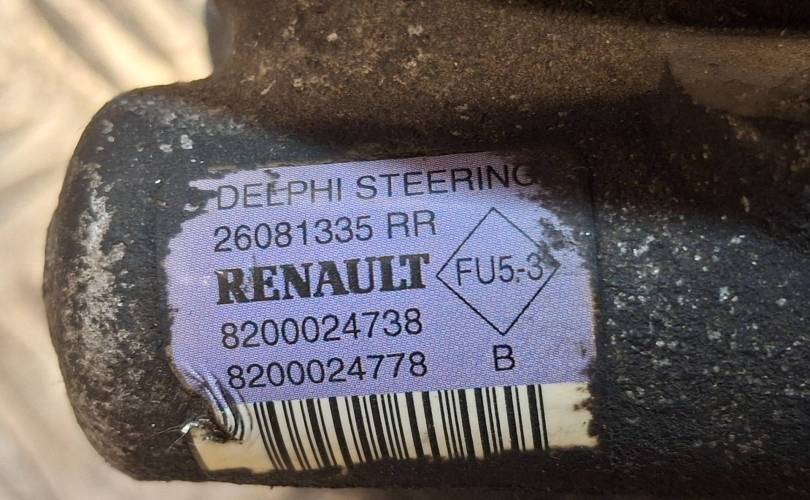 DELPHI STEERING
26081335 RR
RENAULT
FU5-3
8200024738
8200024778
B